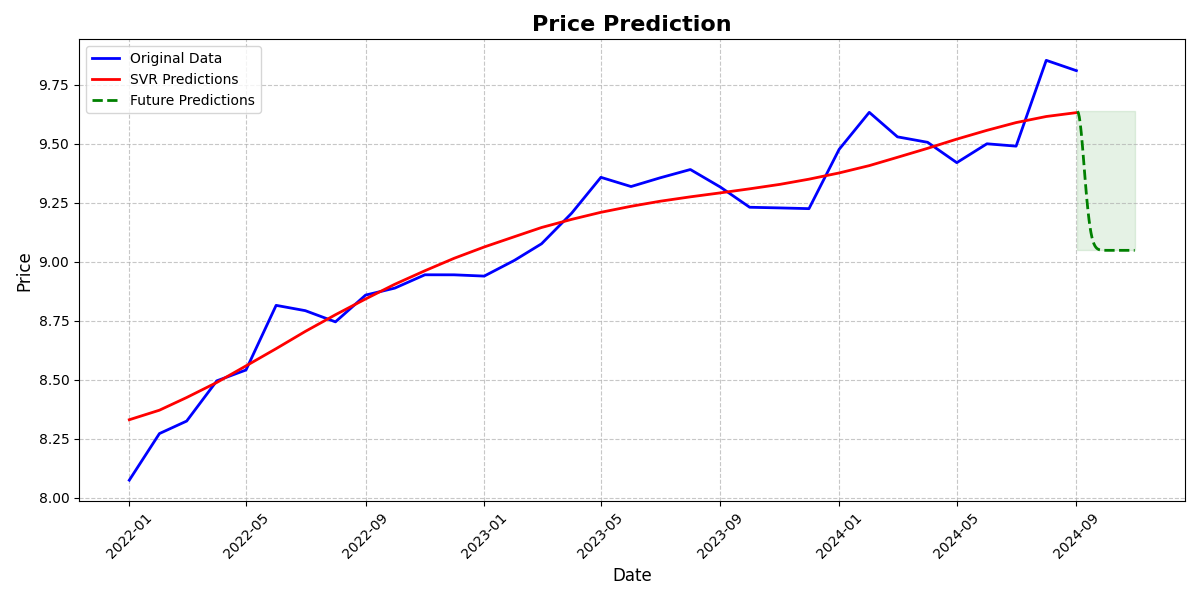 Price Prediction
Original Data
SVR Predictions
Future Predictions
Price
9.75
9.50
9.25
9.00
8.75
8.50
8.25
8.00
2022-01
2022-05
2022-09
2023-01
2023-05
2023-09
2024-01
2024-05
2024-09
Date